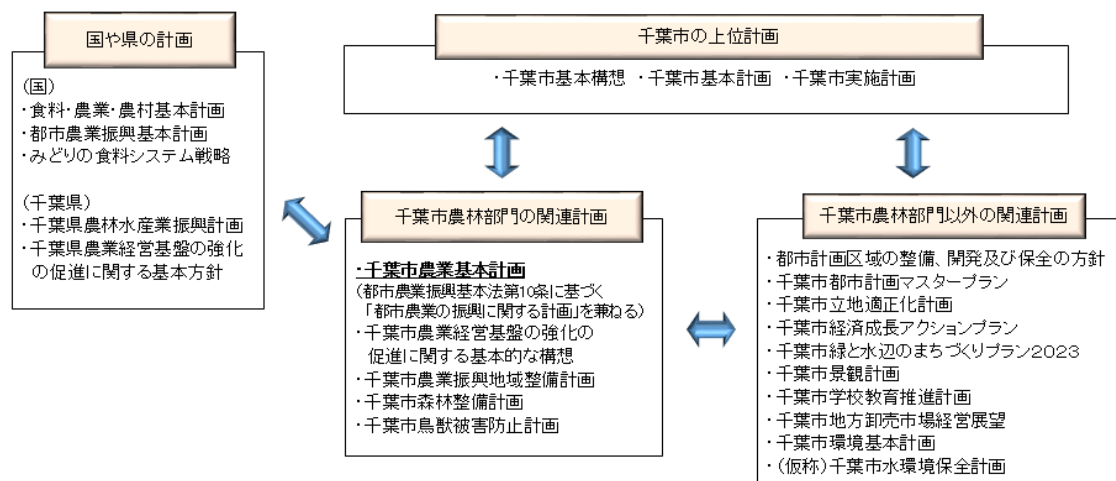 国や県の計画
(国)
・食料・農業・農村基本計画
・都市農業振興基本計画
・みどりの食料システム戦略
(千葉県)
・千葉県農林水産業振興計画
・千葉県農業経営基盤の強化
の促進に関する基本方針
千葉市の上位計画
・千葉市基本構想 ・千葉市基本計画 ・千葉市実施計画
千葉市農林部門の関連計画
・千葉市農業基本計画
(都市農業振興基本法第10条に基づく
「都市農業の振興に関する計画」を兼ねる)
・千葉市農業経営基盤の強化の
促進に関する基本的な構想
・千葉市農業振興地域整備計画
・千葉市森林整備計画
・千葉市鳥獣被害防止計画
千葉市農林部門以外の関連計画
・都市計画区域の整備、開発及び保全の方針
・千葉市都市計画マスタープラン
・千葉市立地適正化計画
・千葉市経済成長アクションプラン
・千葉市緑と水辺のまちづくりプラン2023
・千葉市景観計画
・千葉市学校教育推進計画
・千葉市地方卸売市場経営展望
・千葉市環境基本計画
・(仮称)千葉市水環境保全計画